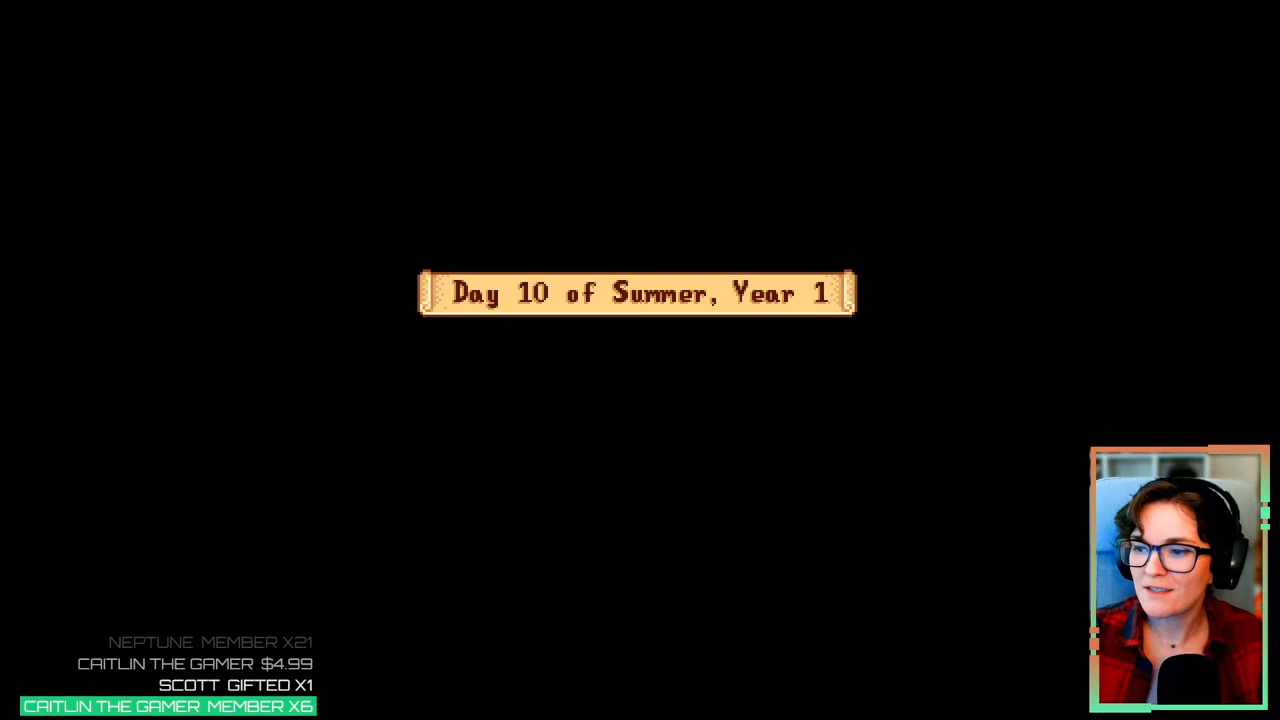 Day 10 of Summer, Year 1
NEPTUNE MEMBER X21
CAITLIN THE GAMER $4.99
SCOTT GIFTED X1
CAITLIN THE GAMER MEMBER X6